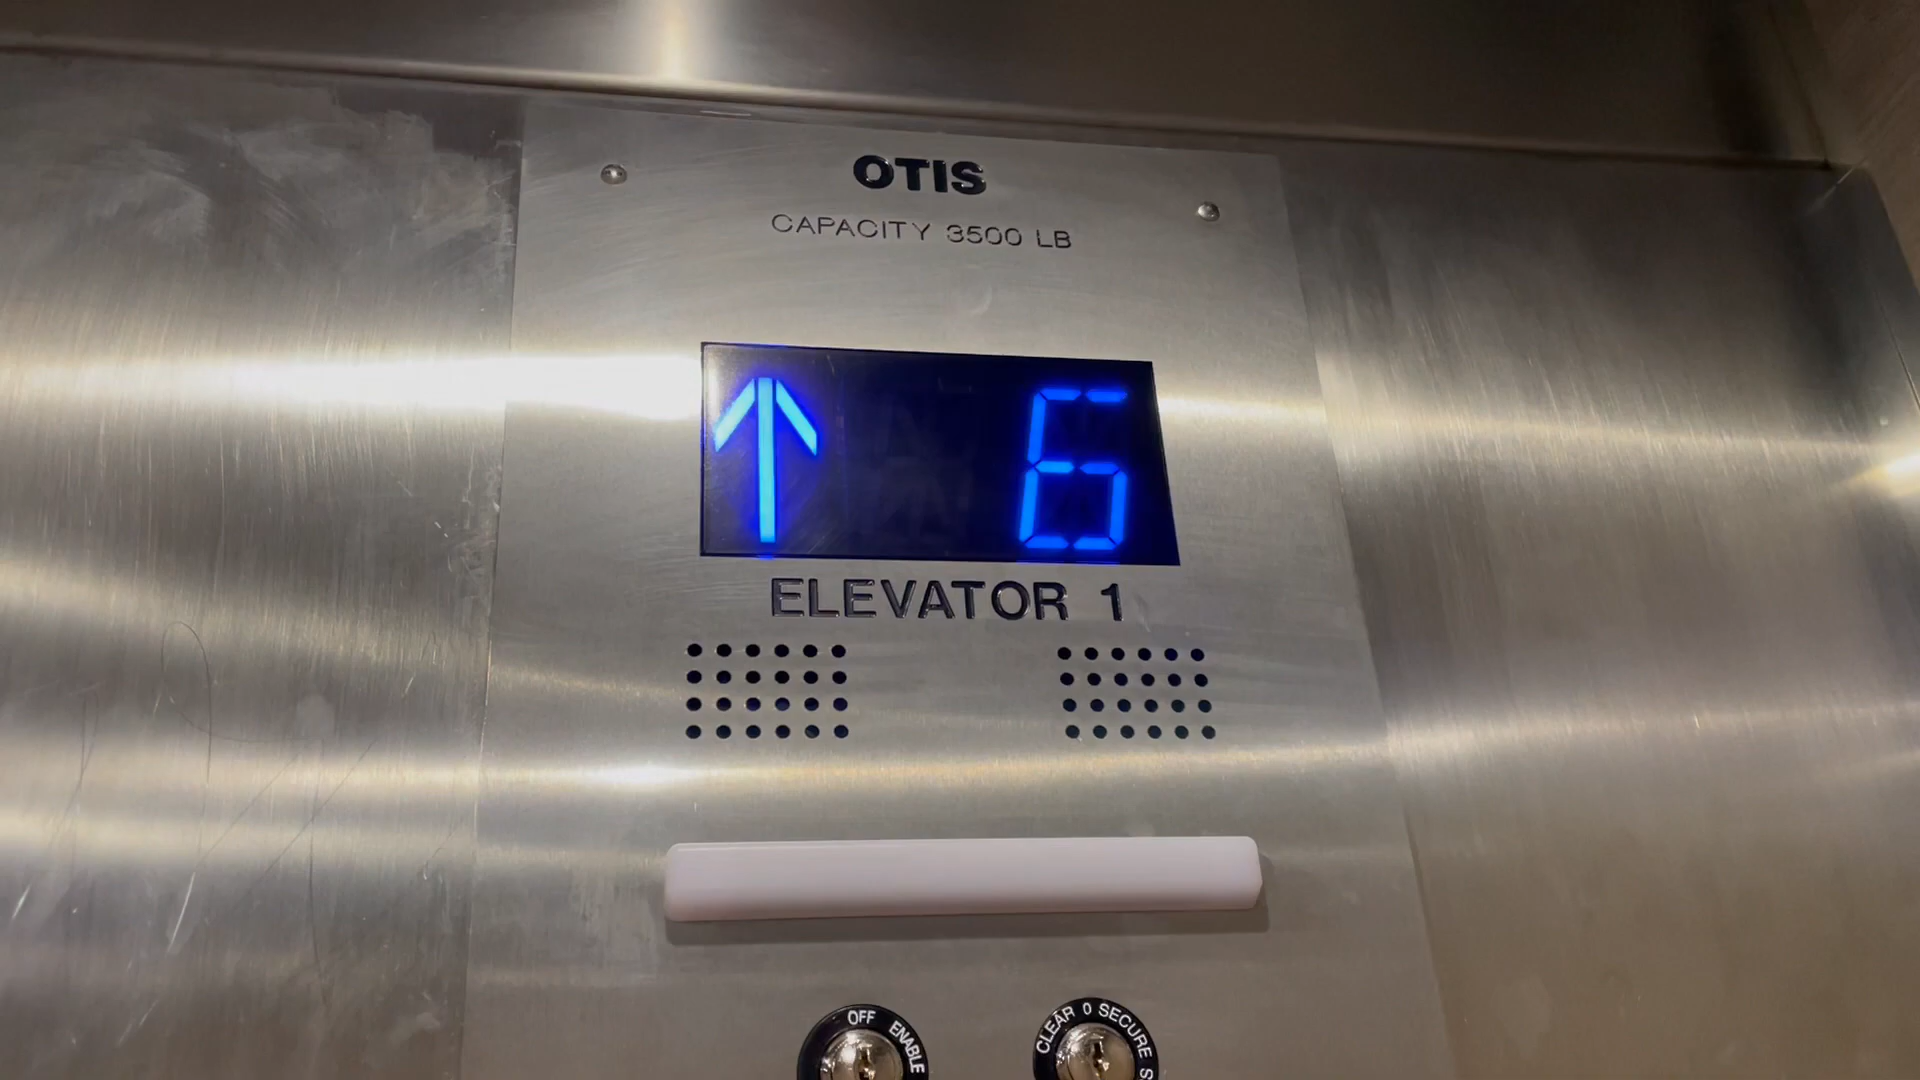 OTIS
CAPACITY 3500 LB
↑ 6
ELEVATOR 1
OFF ENABLE
CLEAR 0 SECURE S